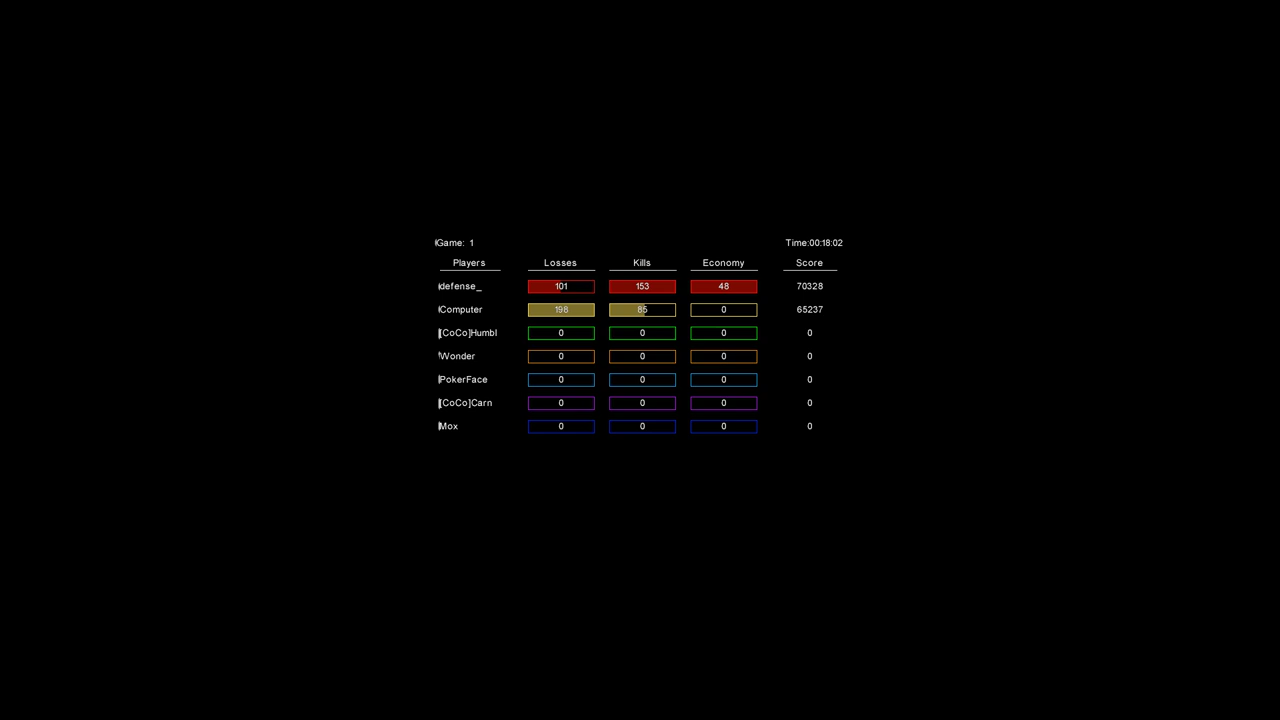 Game: 1 Time:00:18:02
Players Losses Kills Economy Score
defense_ 101 153 48 70328
Computer 198 85 0 65237
[CoCo]Humbl 0 0 0 0
Wonder 0 0 0 0
PokerFace 0 0 0 0
[CoCo]Carn 0 0 0 0
Mox 0 0 0 0